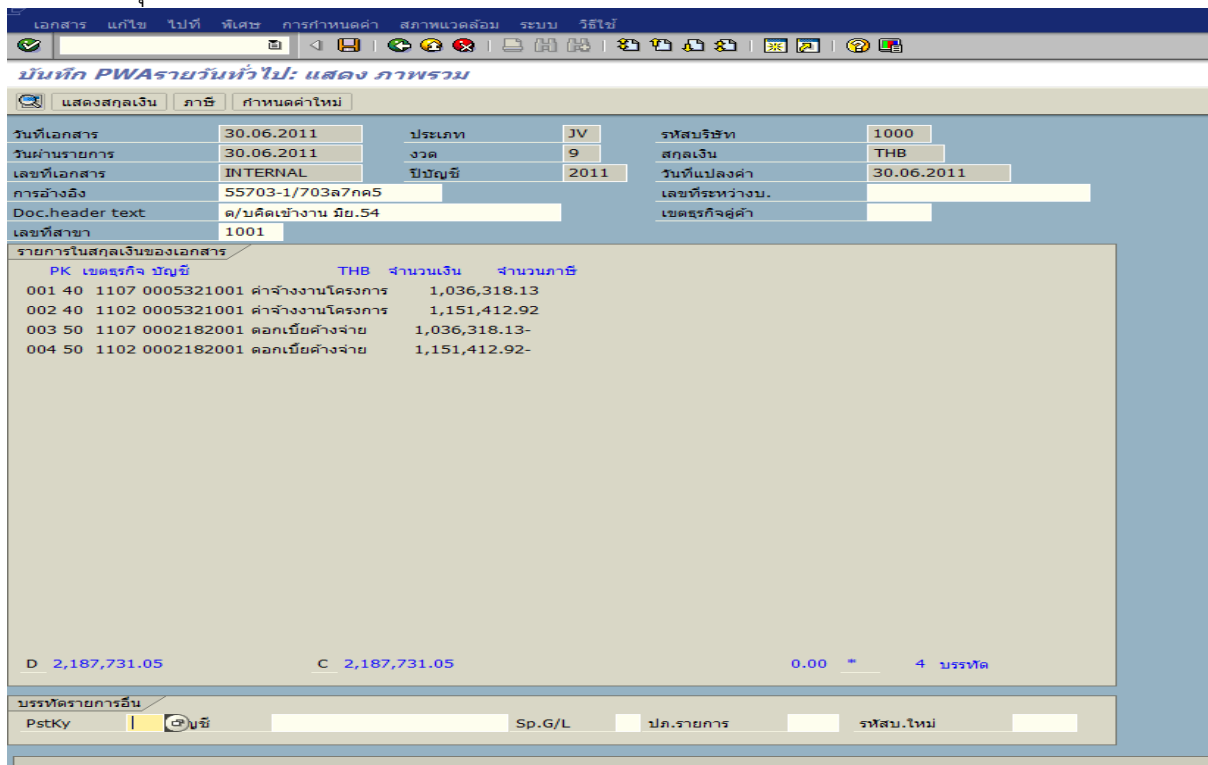 เอกสาร แก้ไข ไปที่ พิเศษ การกำหนดค่า สภาพแวดล้อม ระบบ วิธีใช้
บันทึก PWAรายวันทั่วไป: แสดง ภาพรวม
แสดงสกุลเงิน ภาษี กำหนดค่าใหม่
วันที่เอกสาร 30.06.2011 ประเภท JV รหัสบริษัท 1000
วันผ่านรายการ 30.06.2011 งวด 9 สกุลเงิน THB
เลขที่เอกสาร INTERNAL ปีบัญชี 2011 วันที่แปลงค่า 30.06.2011
การอ้างอิง 55703-1/703ล7กค5 เลขที่ระหว่างบ.
Doc.header text ด/บคิดเข้างาน มิย.54 เขตธุรกิจคู่ค้า
เลขที่สาขา 1001
รายการในสกุลเงินของเอกสาร
PK เขตธุรกิจ บัญชี THB จำนวนเงิน จำนวนภาษี
001 40 1107 0005321001 ค่าจ้างงานโครงการ 1,036,318.13
002 40 1102 0005321001 ค่าจ้างงานโครงการ 1,151,412.92
003 50 1107 0002182001 ดอกเบี้ยค้างจ่าย 1,036,318.13-
004 50 1102 0002182001 ดอกเบี้ยค้างจ่าย 1,151,412.92-
D 2,187,731.05 C 2,187,731.05 0.00 * 4 บรรทัด
บรรทัดรายการอื่น
PstKy ญชี Sp.G/L ปภ.รายการ รหัสบ.ใหม่